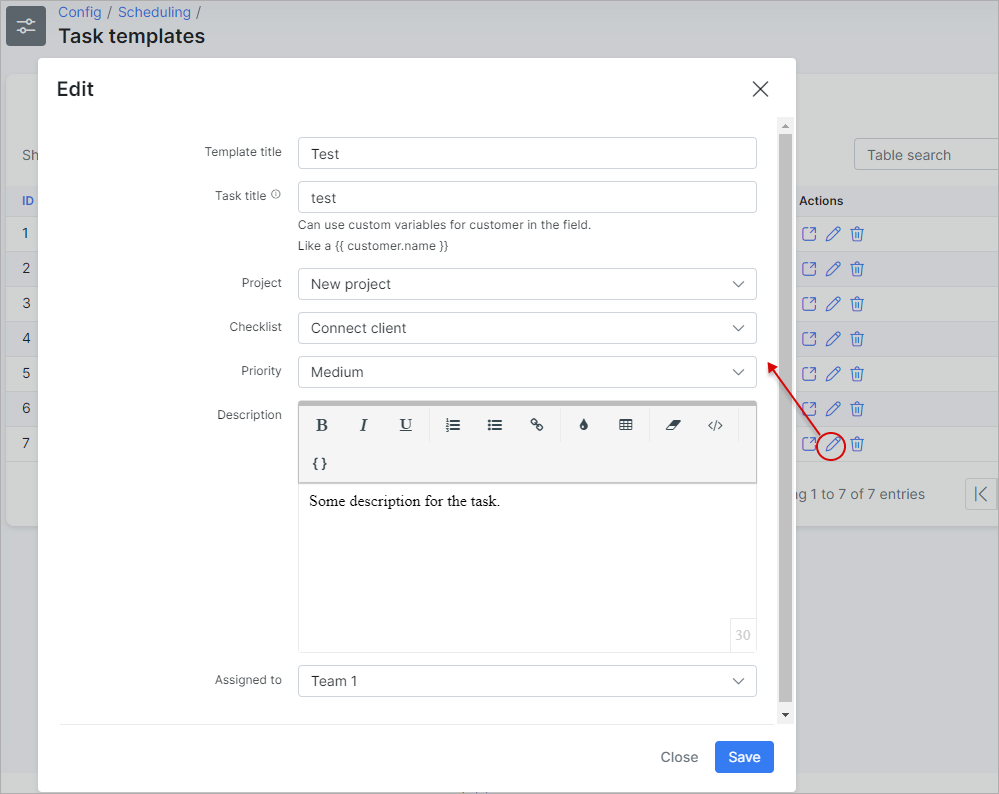 Config / Scheduling /
Task templates
Edit
Template title
Test
Sh
Table search
Task title
test
ID
Actions
Can use custom variables for customer in the field.
Like a {{ customer.name }}
1
2
Project
New project
3
Checklist
Connect client
4
Priority
Medium
5
6
Description
B I U </>
7
{ }
Some description for the task.
g 1 to 7 of 7 entries
30
Assigned to
Team 1
Close
Save